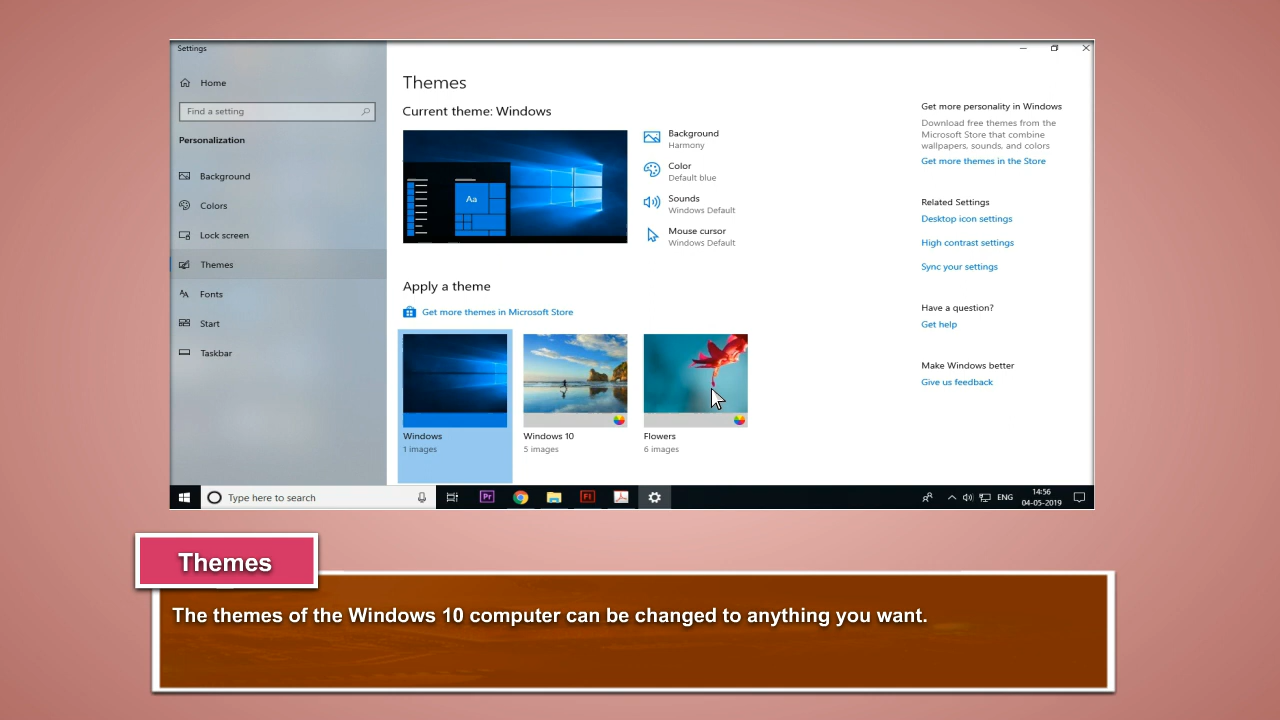 Settings
Home
Find a setting
Personalization
Background
Colors
Lock screen
Themes
Fonts
Start
Taskbar
Themes
Current theme: Windows
Aa
Background
Harmony
Color
Default blue
Sounds
Windows Default
Mouse cursor
Windows Default
Apply a theme
Get more themes in Microsoft Store
Windows
1 images
Windows 10
5 images
Flowers
6 images
Get more personality in Windows
Download free themes from the
Microsoft Store that combine
wallpapers, sounds, and colors
Get more themes in the Store
Related Settings
Desktop icon settings
High contrast settings
Sync your settings
Have a question?
Get help
Make Windows better
Give us feedback
Type here to search
Pr
Fl
ENG
14:56
04-05-2019
Themes
The themes of the Windows 10 computer can be changed to anything you want.